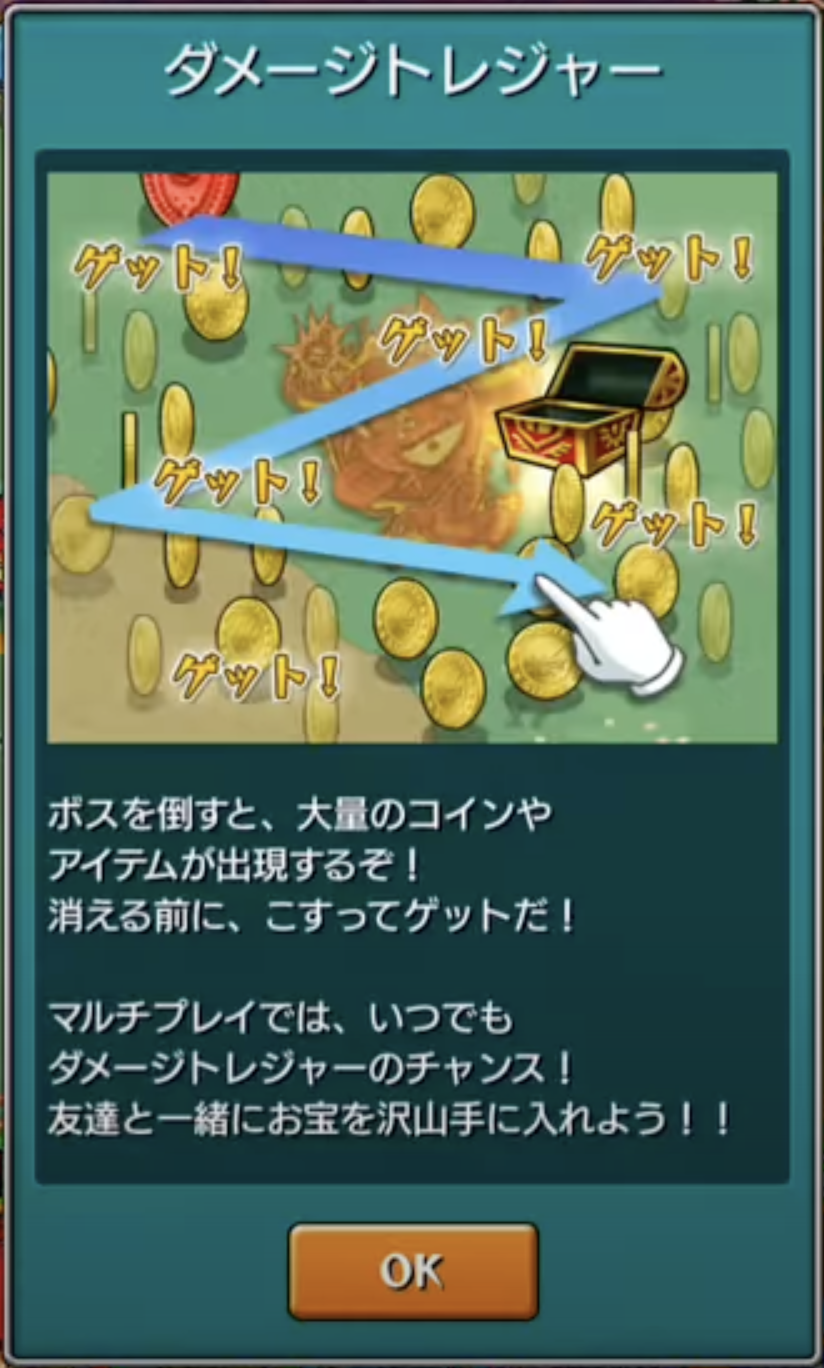 ダメージトレジャー
ゲット！
ゲット！
ゲット！
ゲット！
ゲット！
ゲット！
ボスを倒すと、大量のコインや
アイテムが出現するぞ！
消える前に、こすってゲットだ！
マルチプレイでは、いつでも
ダメージトレジャーのチャンス！
友達と一緒にお宝を沢山手に入れよう！！
OK